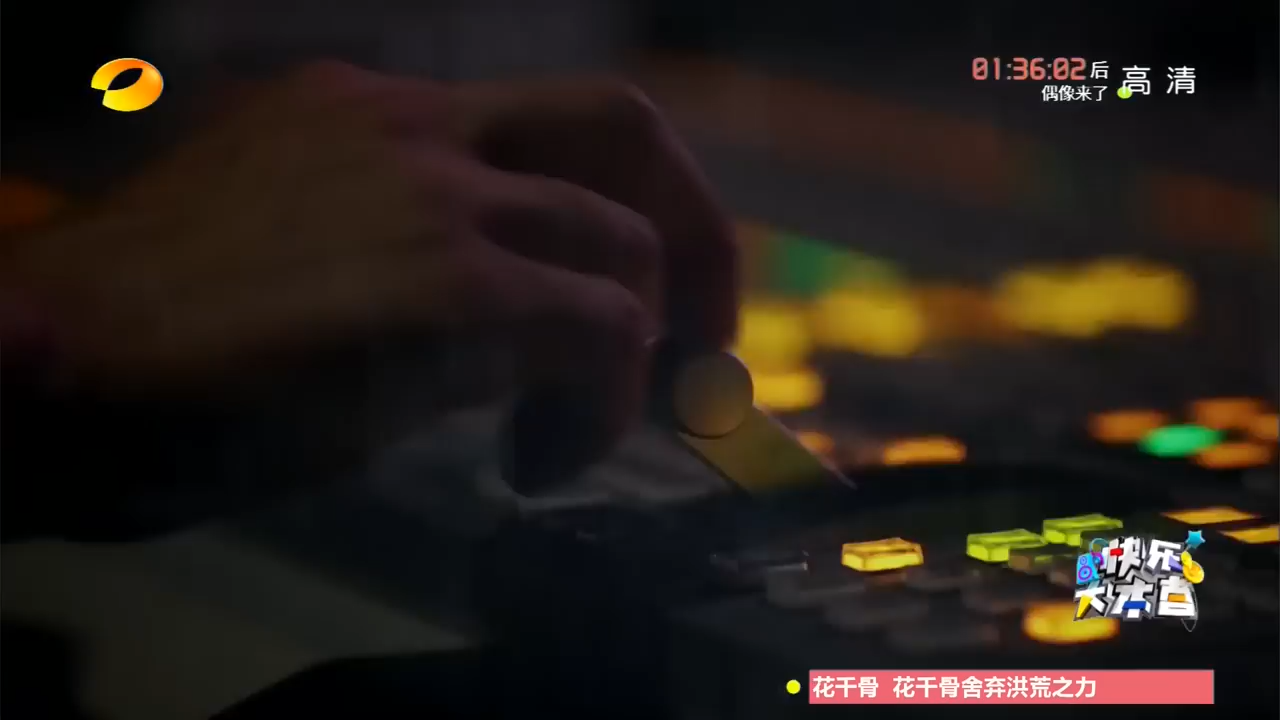 01:36:02后
偶像来了
高清
快乐
大本营
花千骨 花千骨舍弃洪荒之力